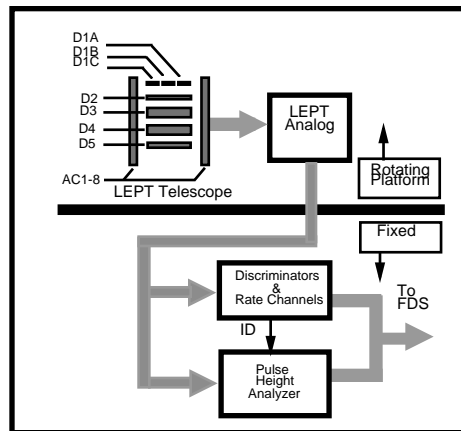 D1A
D1B
D1C
D2
D3
D4
D5
AC1-8
LEPT Telescope
LEPT
Analog
Rotating
Platform
Fixed
Discriminators
&
Rate Channels
To
FDS
ID
Pulse
Height
Analyzer